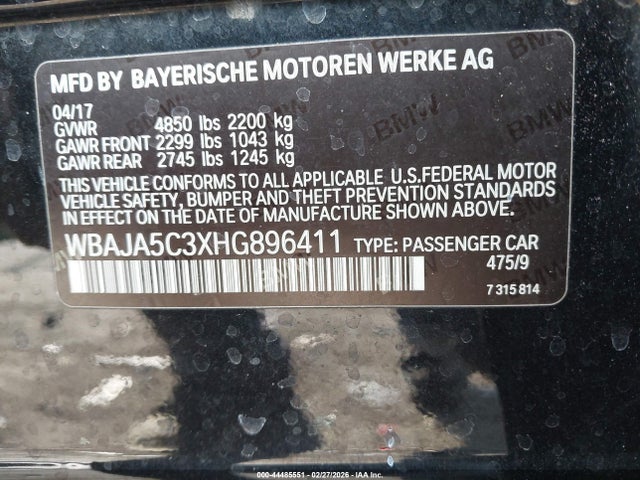 MFD BY BAYERISCHE MOTOREN WERKE AG
04/17
GVWR 4850 lbs 2200 kg
GAWR FRONT 2299 lbs 1043 kg
GAWR REAR 2745 lbs 1245 kg
THIS VEHICLE CONFORMS TO ALL APPLICABLE U.S.FEDERAL MOTOR
VEHICLE SAFETY, BUMPER AND THEFT PREVENTION STANDARDS
IN EFFECT ON THE DATE OF MANUFACTURE SHOWN ABOVE.
WBAJA5C3XHG896411 TYPE: PASSENGER CAR
475/9
7 315 814
000-44485551 - 02/27/2026 - IAA Inc.